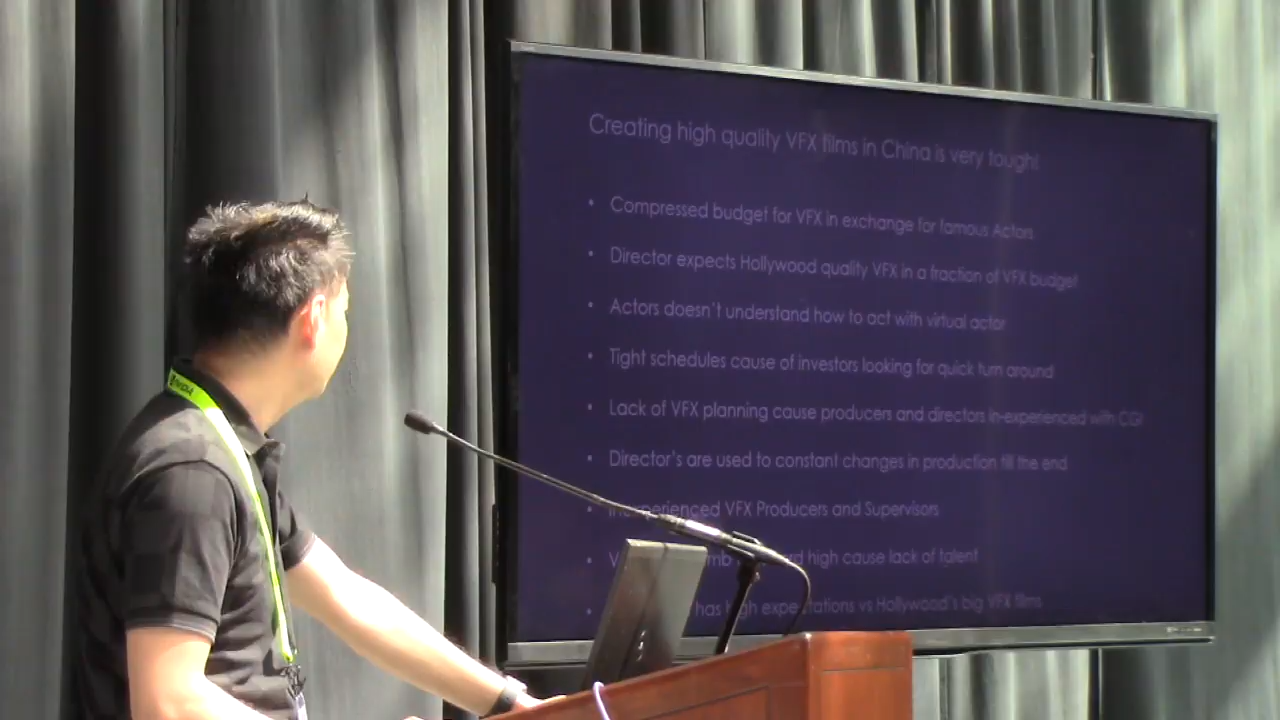 Creating high quality VFX films in China is very tough!
• Compressed budget for VFX in exchange for famous Actors
• Director expects Hollywood quality VFX in a fraction of VFX budget
• Actors doesn't understand how to act with virtual actor
• Tight schedules cause of investors looking for quick turn around
• Lack of VFX planning cause producers and directors in-experienced with CGI
• Director's are used to constant changes in production till the end
• VFX Producers and Supervisors
• high cause lack of talent
• has high expectations vs Hollywood's big VFX films
NVIDIA